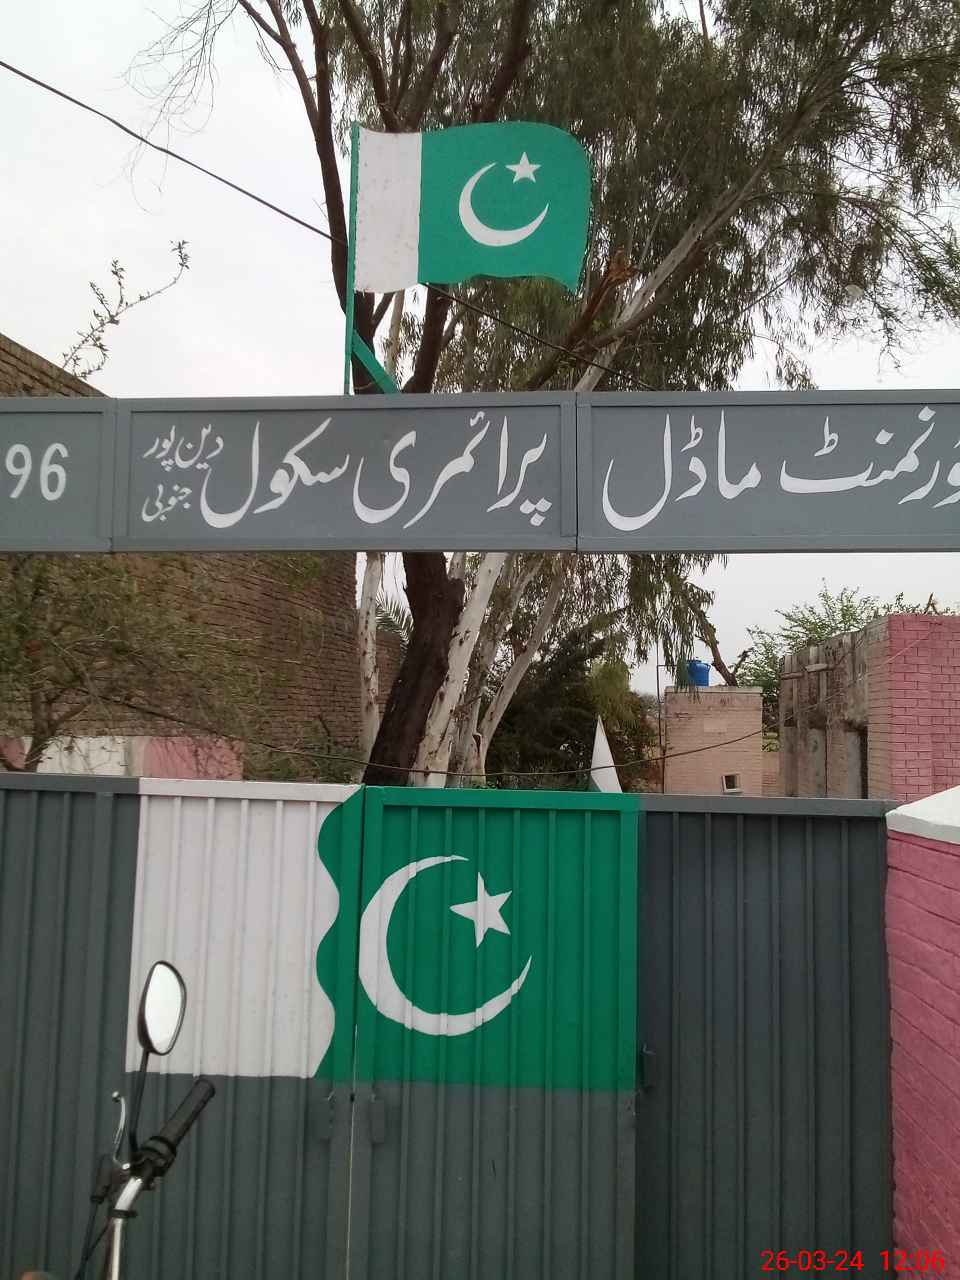 ورنمنٹ ماڈل پرائمری سکول دین پور
جنوبی
96
26-03-24 12:06